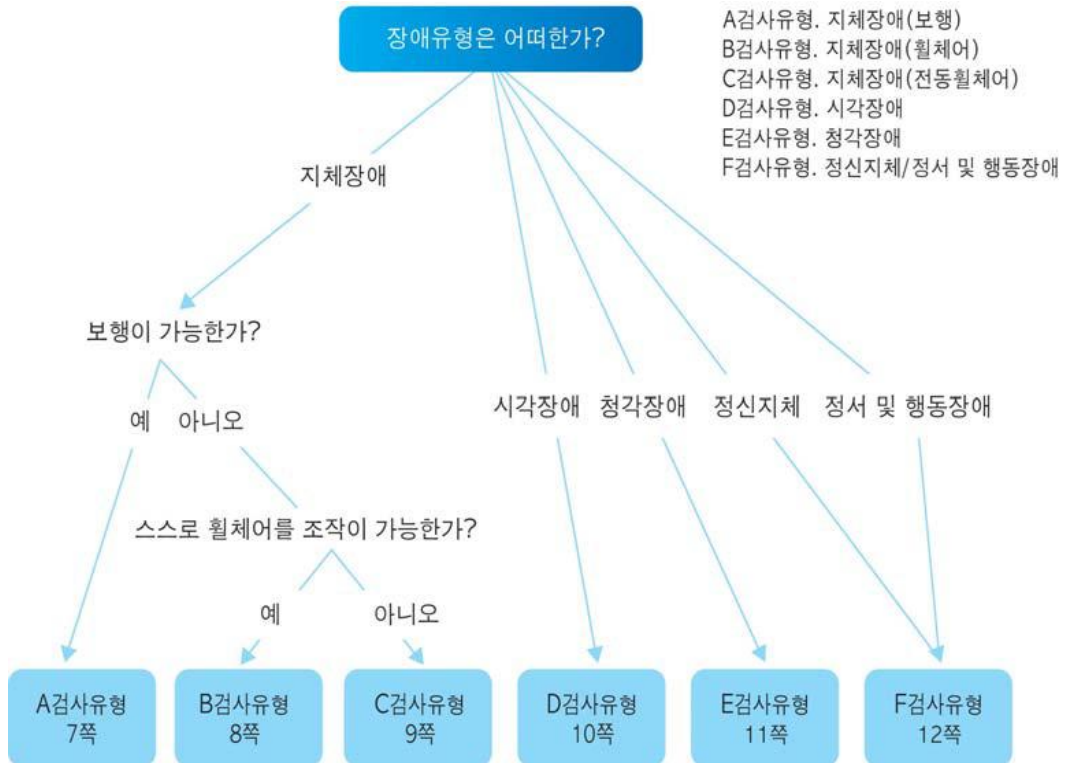 장애유형은 어떠한가?
A검사유형. 지체장애(보행)
B검사유형. 지체장애(휠체어)
C검사유형. 지체장애(전동휠체어)
D검사유형. 시각장애
E검사유형. 청각장애
F검사유형. 정신지체/정서 및 행동장애
지체장애
보행이 가능한가?
예 아니오
시각장애 청각장애 정신지체 정서 및 행동장애
스스로 휠체어를 조작이 가능한가?
예 아니오
A검사유형
7쪽
B검사유형
8쪽
C검사유형
9쪽
D검사유형
10쪽
E검사유형
11쪽
F검사유형
12쪽